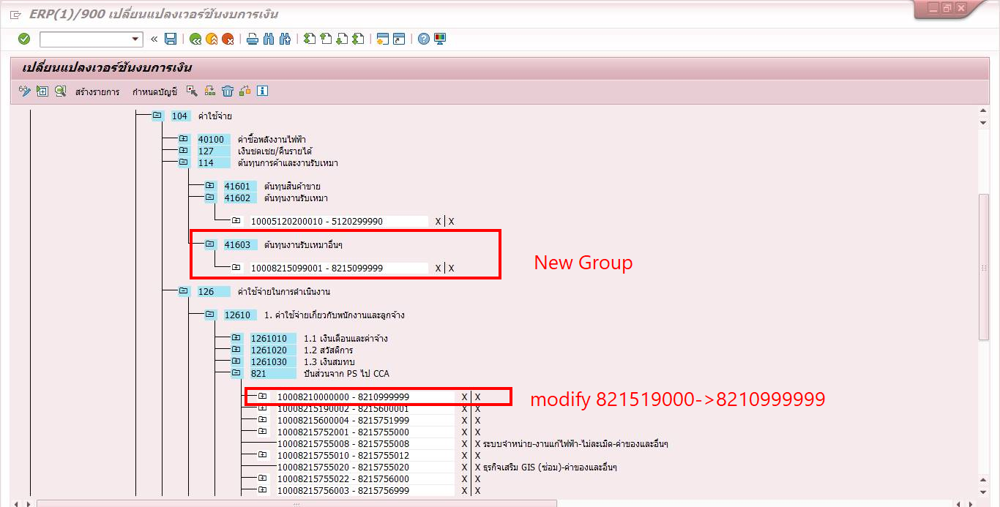 ERP(1)/900 เปลี่ยนแปลงเวอร์ชันงบการเงิน
เปลี่ยนแปลงเวอร์ชันงบการเงิน
สร้างรายการ กำหนดบัญชี
104 ค่าใช้จ่าย
40100 ค่าซื้อพลังงานไฟฟ้า
127 เงินชดเชย/คืนรายได้
114 ต้นทุนการค้าและงานรับเหมา
41601 ต้นทุนสินค้าขาย
41602 ต้นทุนงานรับเหมา
10005120200010 - 5120299990 X X
41603 ต้นทุนงานรับเหมาอื่นๆ
10008215099001 - 8215099999 X X
New Group
126 ค่าใช้จ่ายในการดำเนินงาน
12610 1. ค่าใช้จ่ายเกี่ยวกับพนักงานและลูกจ้าง
1261010 1.1 เงินเดือนและค่าจ้าง
1261020 1.2 สวัสดิการ
1261030 1.3 เงินสมทบ
821 ปันส่วนจาก PS ไป CCA
10008210000000 - 8210999999 X X
modify 821519000->8210999999
10008215190002 - 8215600001 X X
10008215600004 - 8215751999 X X
10008215752001 - 8215755000 X X
10008215755008 - 8215755008 X X ระบบจำหน่าย-งานแก้ไฟฟ้า-ไม่ละเมิด-ค่าของและอื่นๆ
10008215755010 - 8215755012 X X
10008215755020 - 8215755020 X X ธุรกิจเสริม GIS (ซ่อม)-ค่าของและอื่นๆ
10008215755022 - 8215756000 X X
10008215756003 - 8215756999 X X